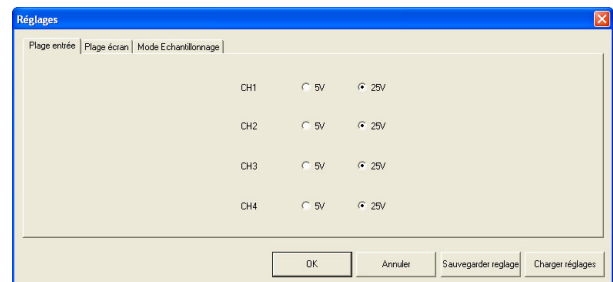 Réglages
Plage entrée Plage écran Mode Echantillonnage
CH1 5V 25V
CH2 5V 25V
CH3 5V 25V
CH4 5V 25V
OK Annuler Sauvegarder reglage Charger réglages